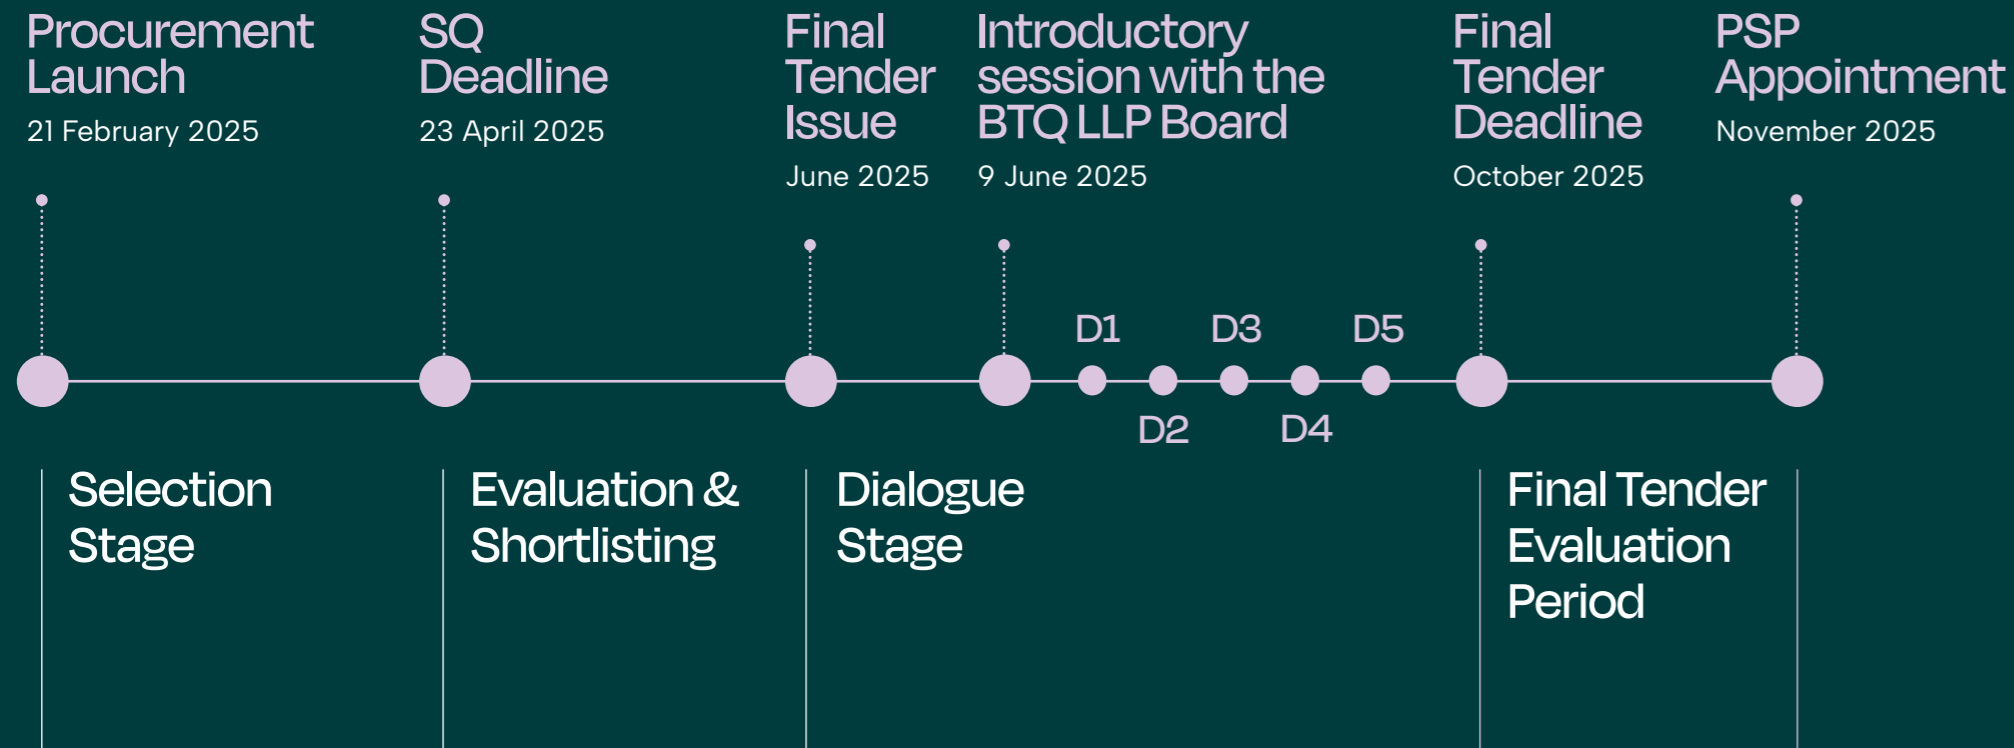 Procurement
Launch
21 February 2025
SQ
Deadline
23 April 2025
Final
Tender
Issue
June 2025
Introductory
session with the
BTQ LLP Board
9 June 2025
Final
Tender
Deadline
October 2025
PSP
Appointment
November 2025
D1
D2
D3
D4
D5
Selection
Stage
Evaluation &
Shortlisting
Dialogue
Stage
Final Tender
Evaluation
Period